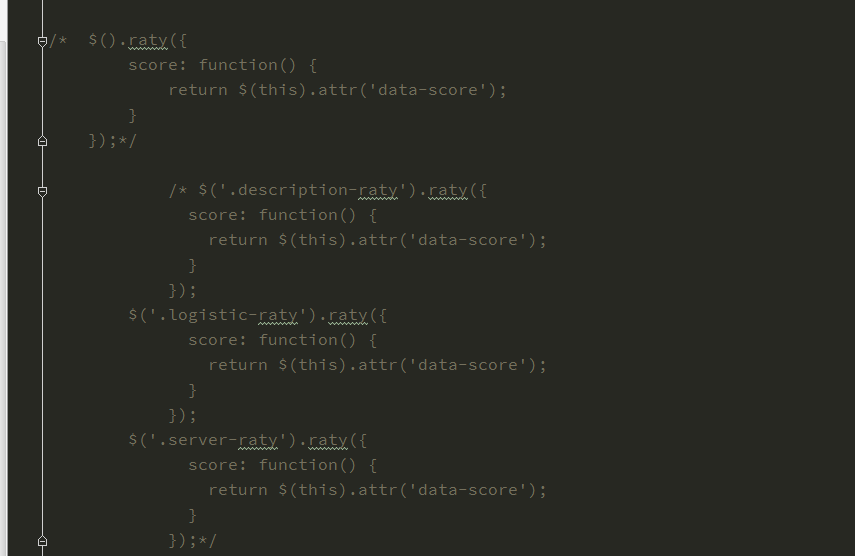 /*  $().raty({
        score: function() {
            return $(this).attr('data-score');
        }
    });*/
            /* $('.description-raty').raty({
              score: function() {
                return $(this).attr('data-score');
              }
            });
        $('.logistic-raty').raty({
              score: function() {
                return $(this).attr('data-score');
              }
            });
        $('.server-raty').raty({
              score: function() {
                return $(this).attr('data-score');
              }
            });*/